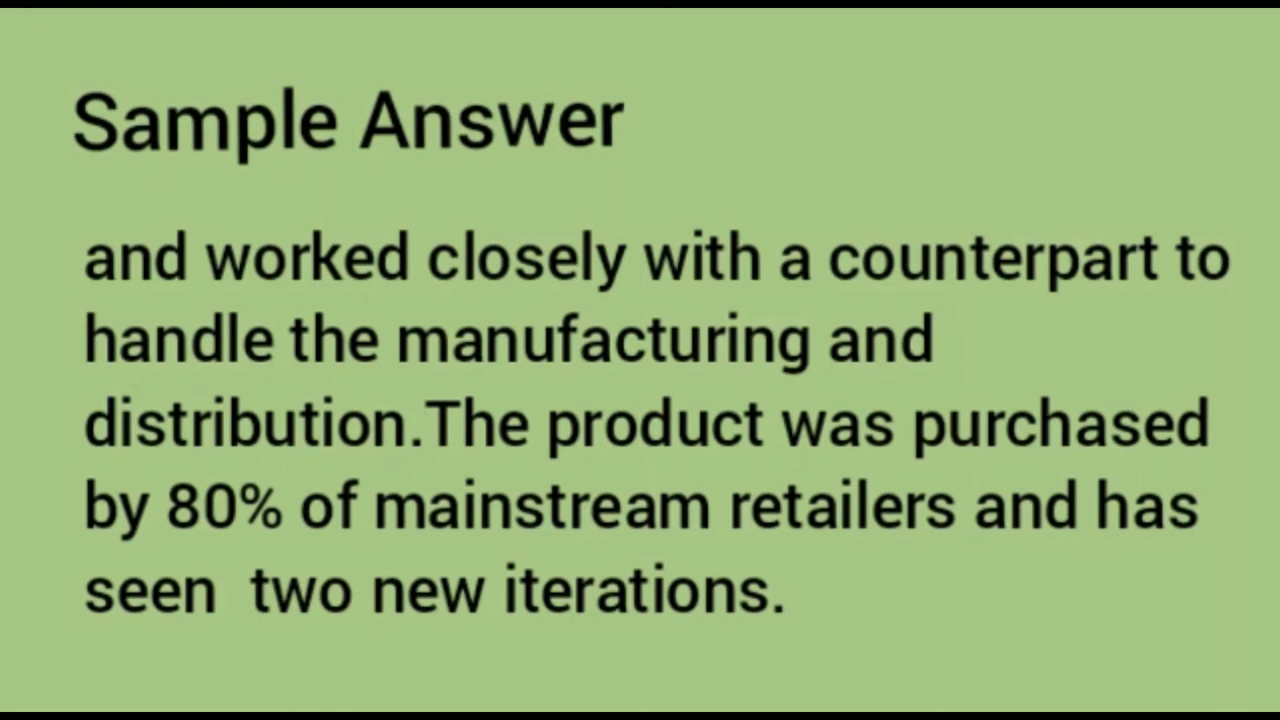 Sample Answer
and worked closely with a counterpart to
handle the manufacturing and
distribution.The product was purchased
by 80% of mainstream retailers and has
seen  two new iterations.